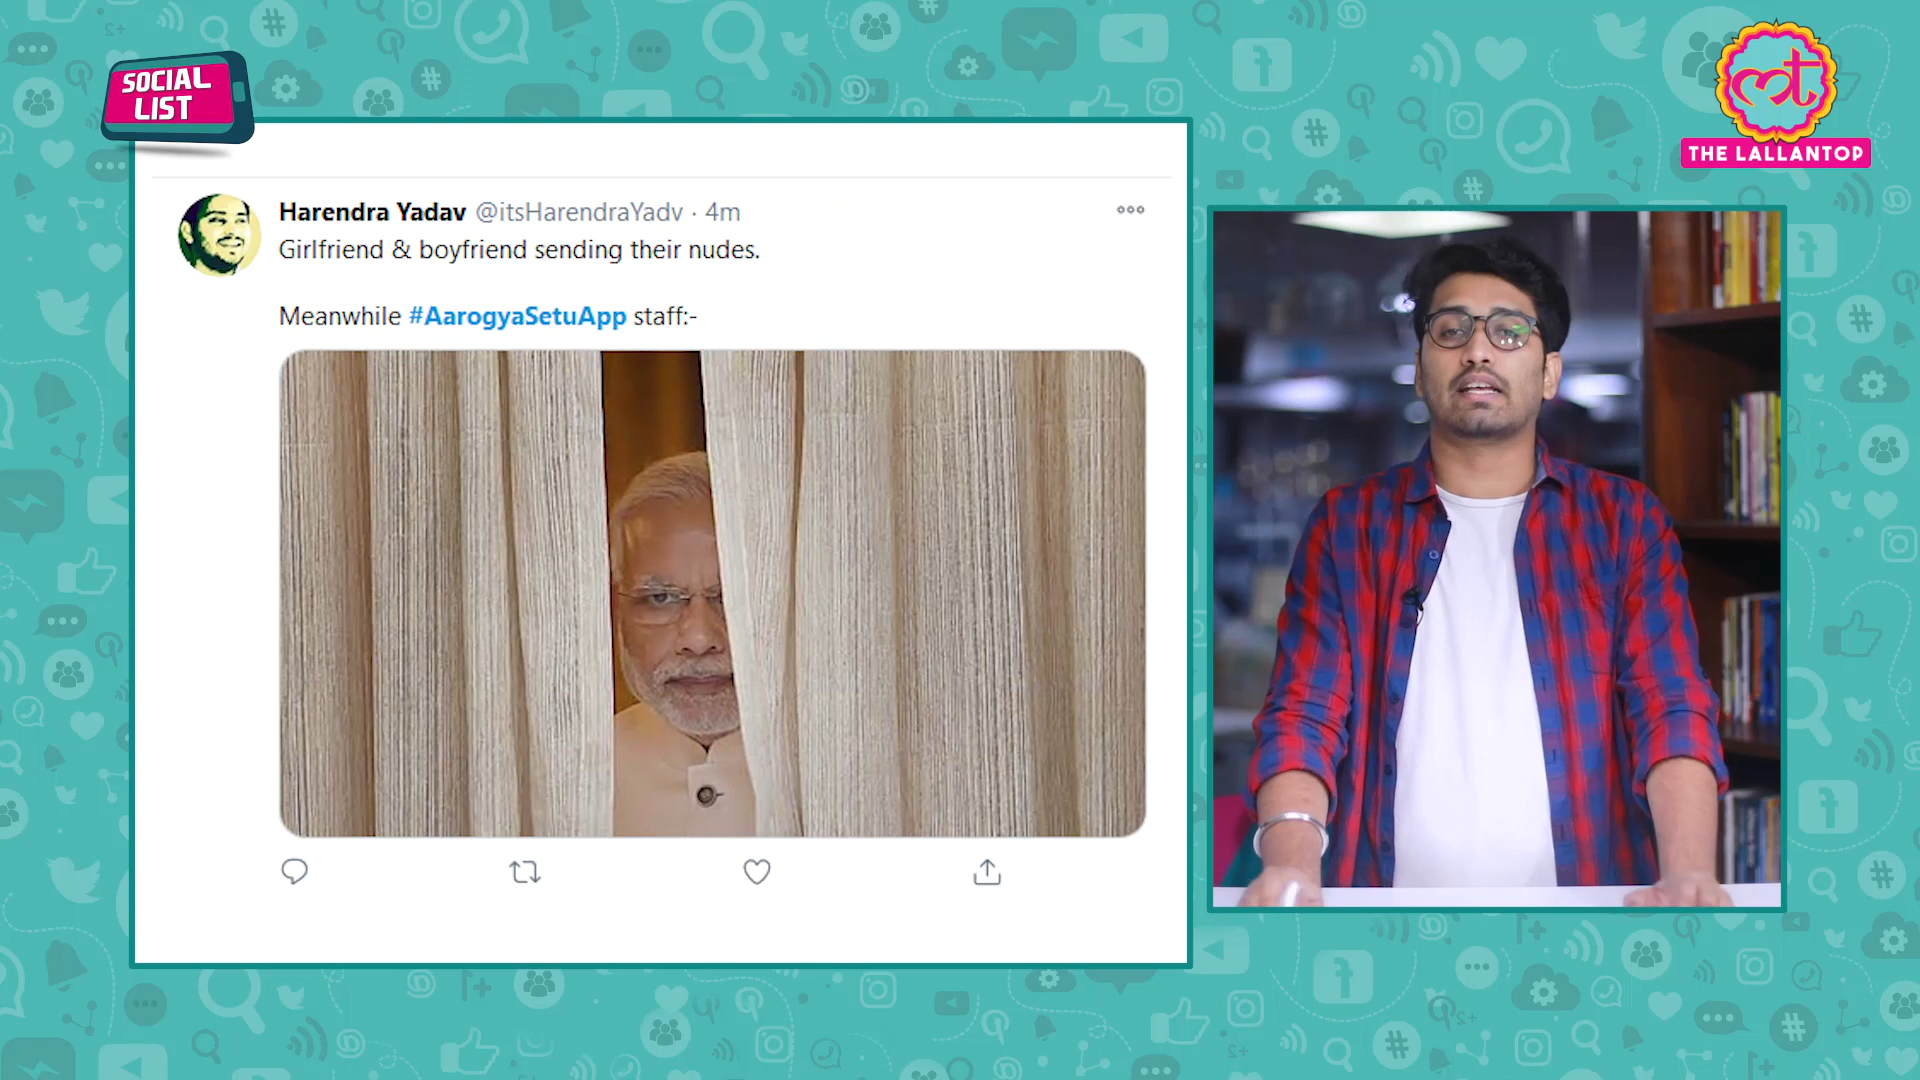 SOCIAL
LIST
THE LALLANTOP
Harendra Yadav @itsHarendraYadv · 4m
Girlfriend & boyfriend sending their nudes.
Meanwhile #AarogyaSetuApp staff:-